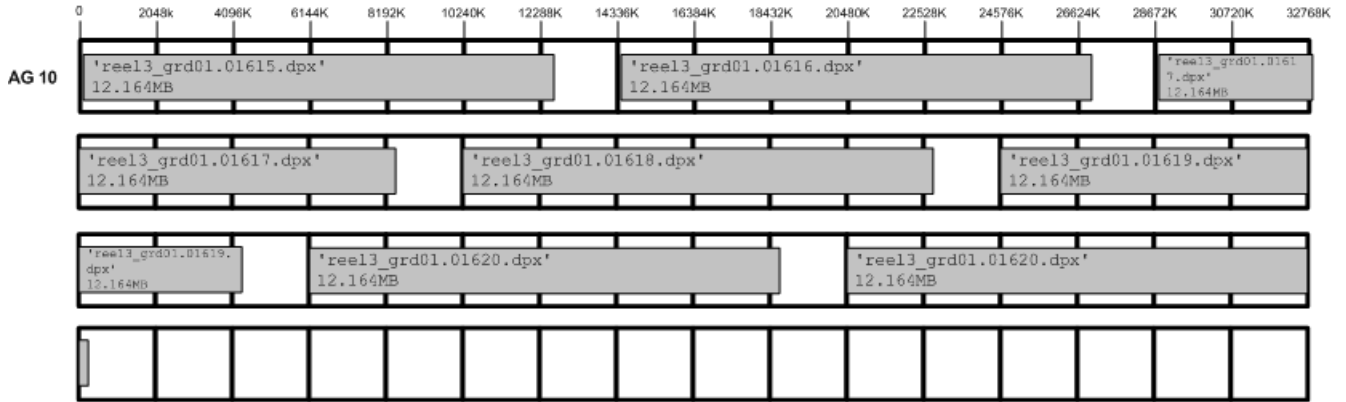 0 2048k 4096K 6144K 8192K 10240K 12288K 14336K 16384K 18432K 20480K 22528K 24576K 26624K 28672K 30720K 32768K
AG 10
'reel3_grd01.01615.dpx'
12.164MB
'reel3_grd01.01616.dpx'
12.164MB
'reel3_grd01.0161
7.dpx'
12.164MB
'reel3_grd01.01617.dpx'
12.164MB
'reel3_grd01.01618.dpx'
12.164MB
'reel3_grd01.01619.dpx'
12.164MB
'reel3_grd01.01619.
dpx'
12.164MB
'reel3_grd01.01620.dpx'
12.164MB
'reel3_grd01.01620.dpx'
12.164MB